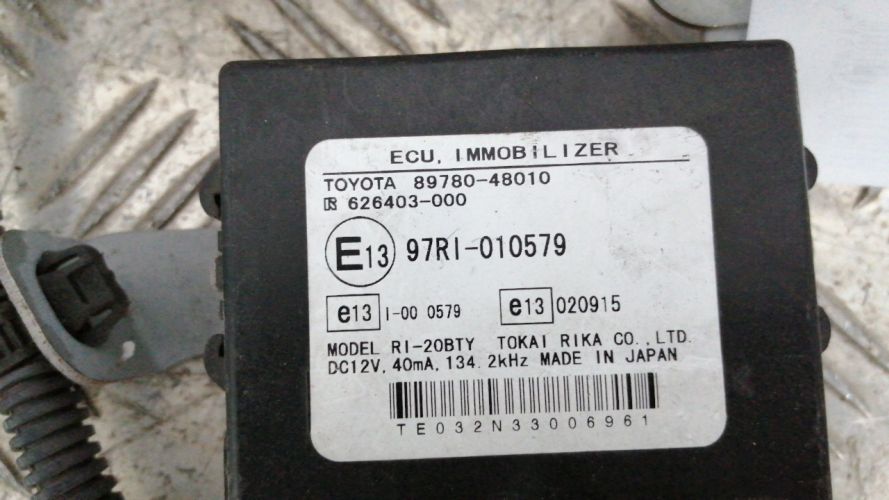 ECU, IMMOBILIZER
TOYOTA 89780-48010
626403-000
E13 97RI-010579
e13 I-00 0579 e13 020915
MODEL RI-20BTY TOKAI RIKA CO., LTD.
DC12V, 40mA, 134.2kHz MADE IN JAPAN
TE032N33006961